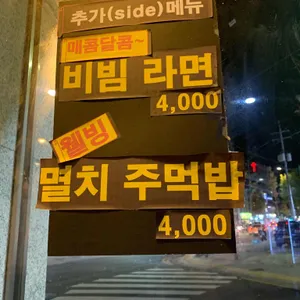 추가(side)메뉴
매콤달콤~
비빔 라면
4,000
웰빙
멸치 주먹밥
4,000